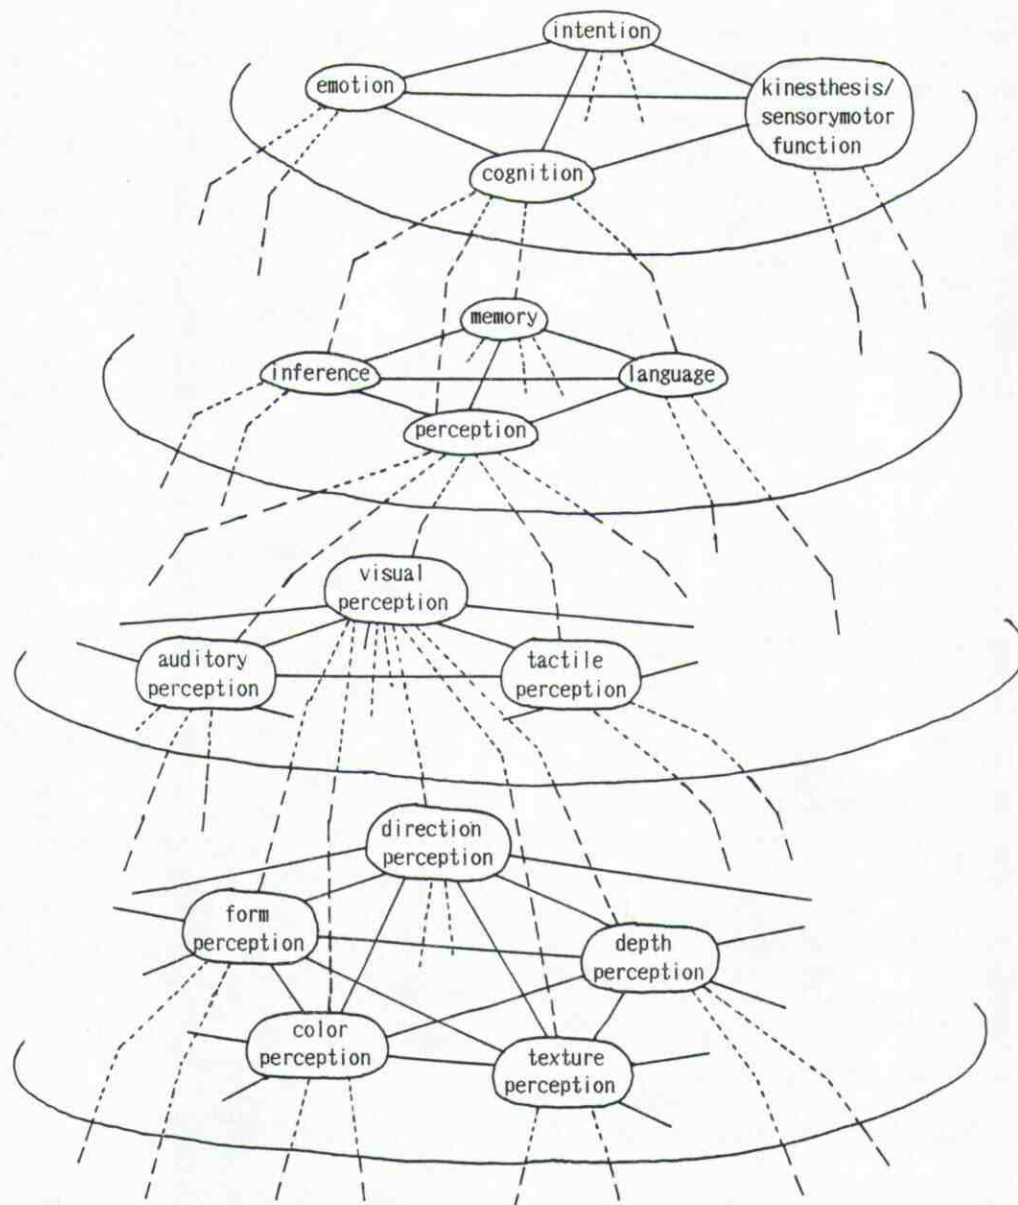 intention
emotion
kinesthesis/
sensorymotor
function
cognition
memory
inference
language
perception
visual
perception
auditory
perception
tactile
perception
direction
perception
form
perception
depth
perception
color
perception
texture
perception